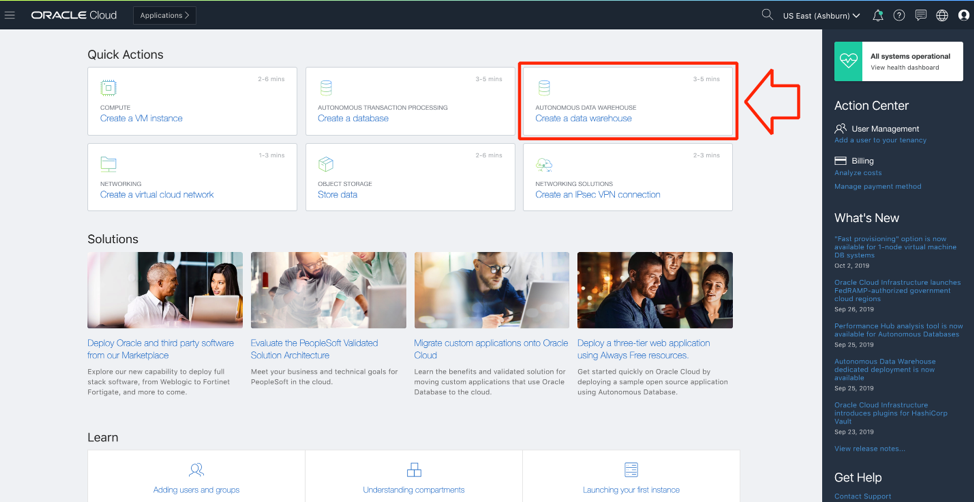 ORACLE Cloud
Applications >
US East (Ashburn)
Quick Actions
2-6 mins
COMPUTE
Create a VM instance
3-5 mins
AUTONOMOUS TRANSACTION PROCESSING
Create a database
3-5 mins
AUTONOMOUS DATA WAREHOUSE
Create a data warehouse
1-3 mins
NETWORKING
Create a virtual cloud network
2-6 mins
OBJECT STORAGE
Store data
2-3 mins
NETWORKING SOLUTIONS
Create an IPsec VPN connection
Solutions
Deploy Oracle and third party software
from our Marketplace
Explore our new capability to deploy full
stack software, from Weblogic to Fortinet
Fortigate, and more to come.
Evaluate the PeopleSoft Validated
Solution Architecture
Meet your business and technical goals for
PeopleSoft in the cloud.
Migrate custom applications onto Oracle
Cloud
Learn the benefits and validated solution for
moving custom applications that use Oracle
Database to the cloud.
Deploy a three-tier web application
using Always Free resources.
Get started quickly on Oracle Cloud by
deploying a sample open source application
using Autonomous Database.
Learn
Adding users and groups
Understanding compartments
Launching your first instance
All systems operational
View health dashboard
Action Center
User Management
Add a user to your tenancy
Billing
Analyze costs
Manage payment method
What's New
"Fast provisioning" option is now
available for 1-node virtual machine
DB systems
Oct 2, 2019
Oracle Cloud Infrastructure launches
FedRAMP-authorized government
cloud regions
Sep 26, 2019
Performance Hub analysis tool is now
available for Autonomous Databases
Sep 25, 2019
Autonomous Data Warehouse
dedicated deployment is now
available
Sep 25, 2019
Oracle Cloud Infrastructure
introduces plugins for HashiCorp
Vault
Sep 23, 2019
View release notes...
Get Help
Contact Support